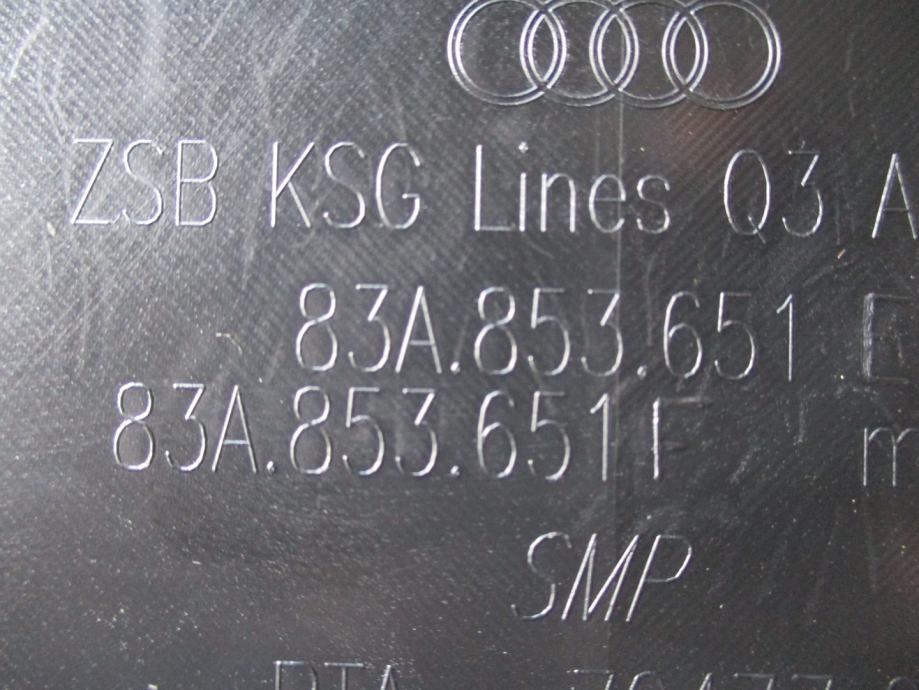 ZSB KSG Lines Q3 A
83A.853.651 E
83A.853.651 F m
SMP